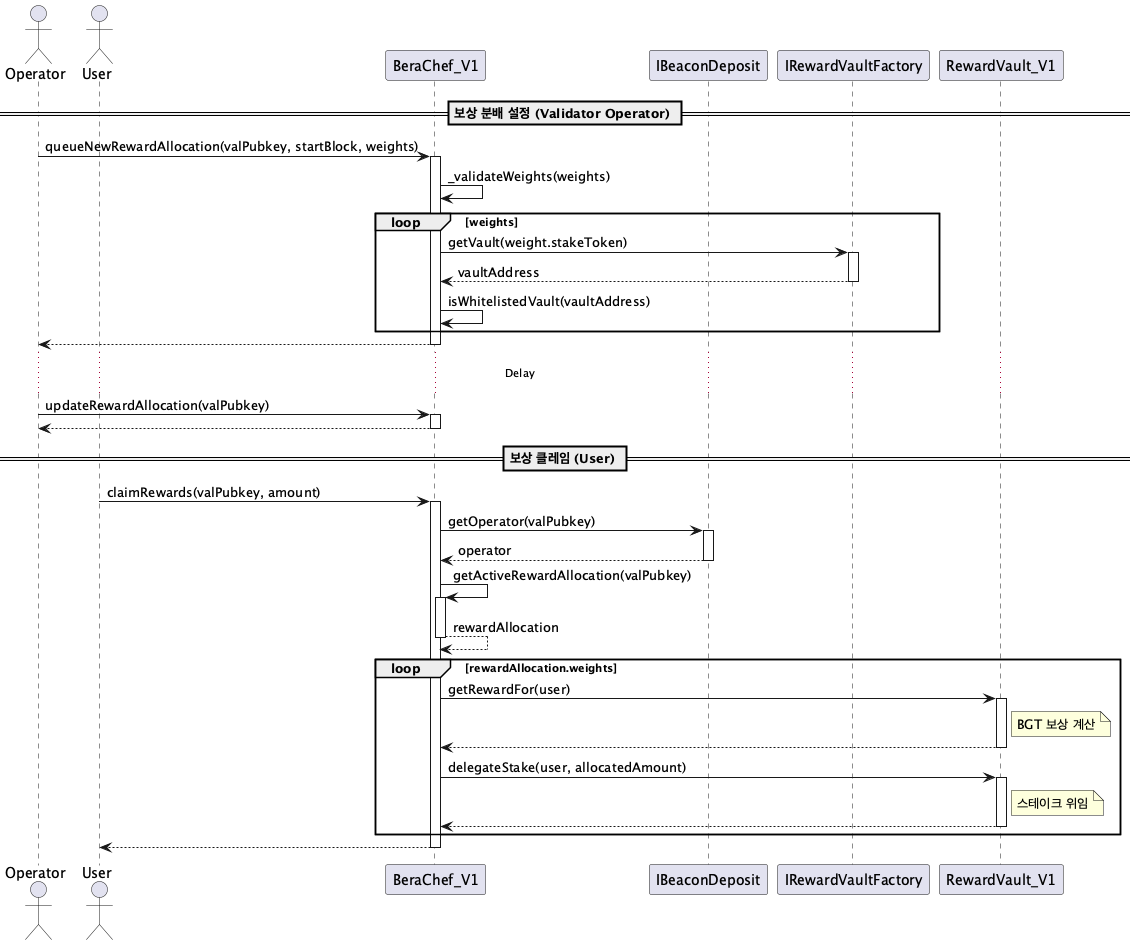 Operator
User
BeraChef_V1
IBeaconDeposit
IRewardVaultFactory
RewardVault_V1
보상 분배 설정 (Validator Operator)
queueNewRewardAllocation(valPubkey, startBlock, weights)
_validateWeights(weights)
loop
[weights]
getVault(weight.stakeToken)
vaultAddress
isWhitelistedVault(vaultAddress)
Delay
updateRewardAllocation(valPubkey)
보상 클레임 (User)
claimRewards(valPubkey, amount)
getOperator(valPubkey)
operator
getActiveRewardAllocation(valPubkey)
rewardAllocation
loop
[rewardAllocation.weights]
getRewardFor(user)
BGT 보상 계산
delegateStake(user, allocatedAmount)
스테이크 위임
Operator
User
BeraChef_V1
IBeaconDeposit
IRewardVaultFactory
RewardVault_V1